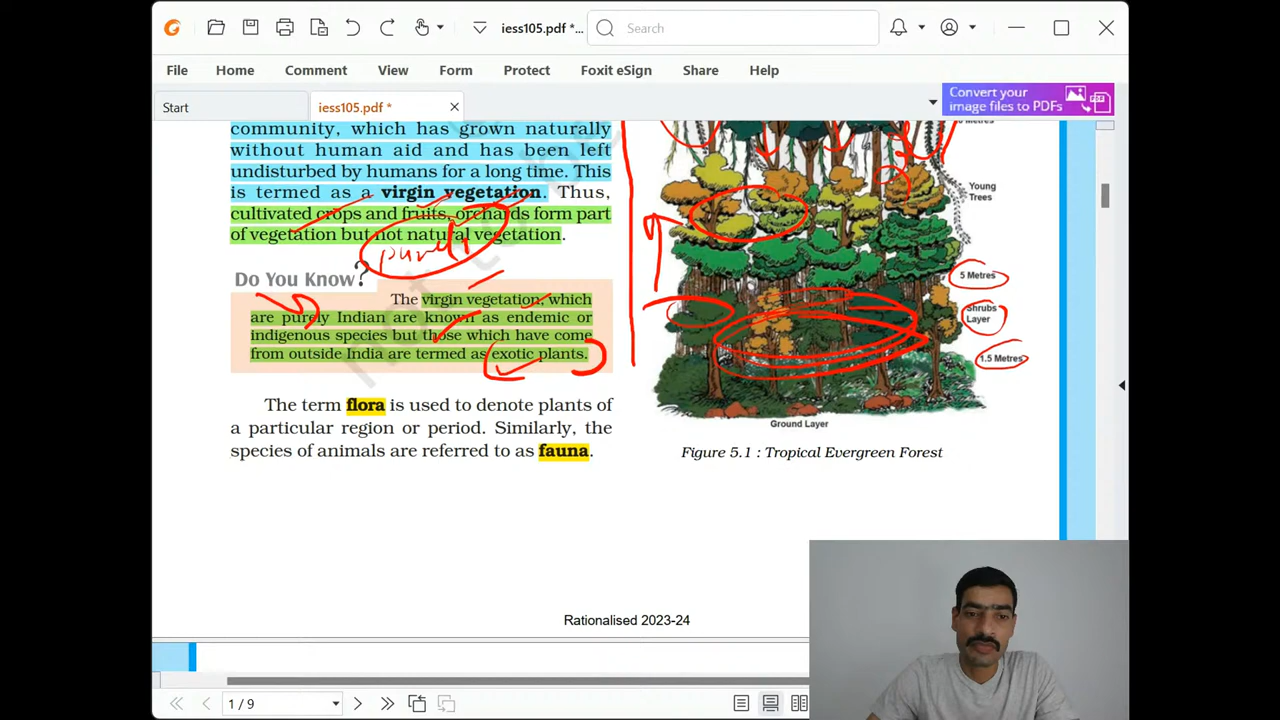 iess105.pdf *...
Search
File Home Comment View Form Protect Foxit eSign Share Help
Start
iess105.pdf *
Convert your
image files to PDFs
community, which has grown naturally
without human aid and has been left
undisturbed by humans for a long time. This
is termed as a virgin vegetation. Thus,
cultivated crops and fruits, orchards form part
of vegetation but not natural vegetation.
Do You Know?
The virgin vegetation, which
are purely Indian are known as endemic or
indigenous species but those which have come
from outside India are termed as exotic plants.
The term flora is used to denote plants of
a particular region or period. Similarly, the
species of animals are referred to as fauna.
Metres
Young
Trees
5 Metres
Shrubs
Layer
1.5 Metres
Ground Layer
Figure 5.1 : Tropical Evergreen Forest
Rationalised 2023-24
1 / 9